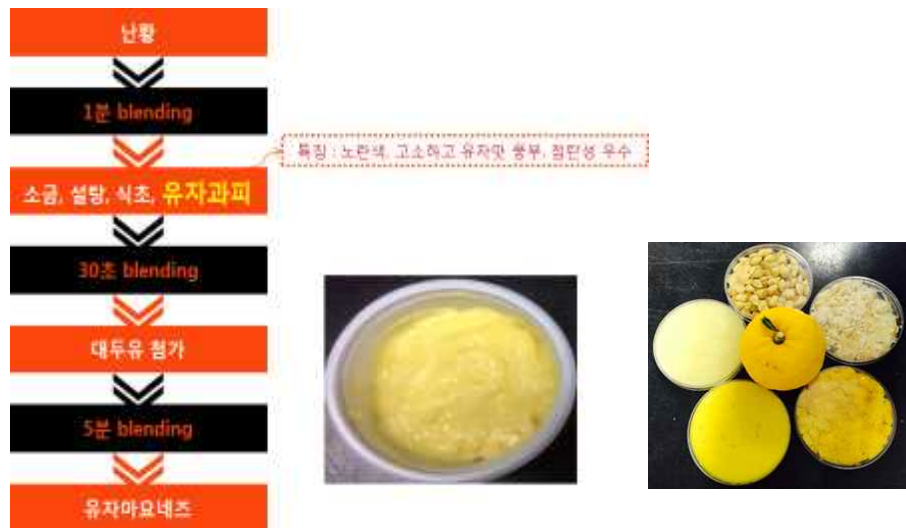 난황
1분 blending
특징 : 노란색, 고소하고 유자맛 풍부, 점탄성 우수
소금, 설탕, 식초, 유자과피
30초 blending
대두유 첨가
5분 blending
유자마요네즈